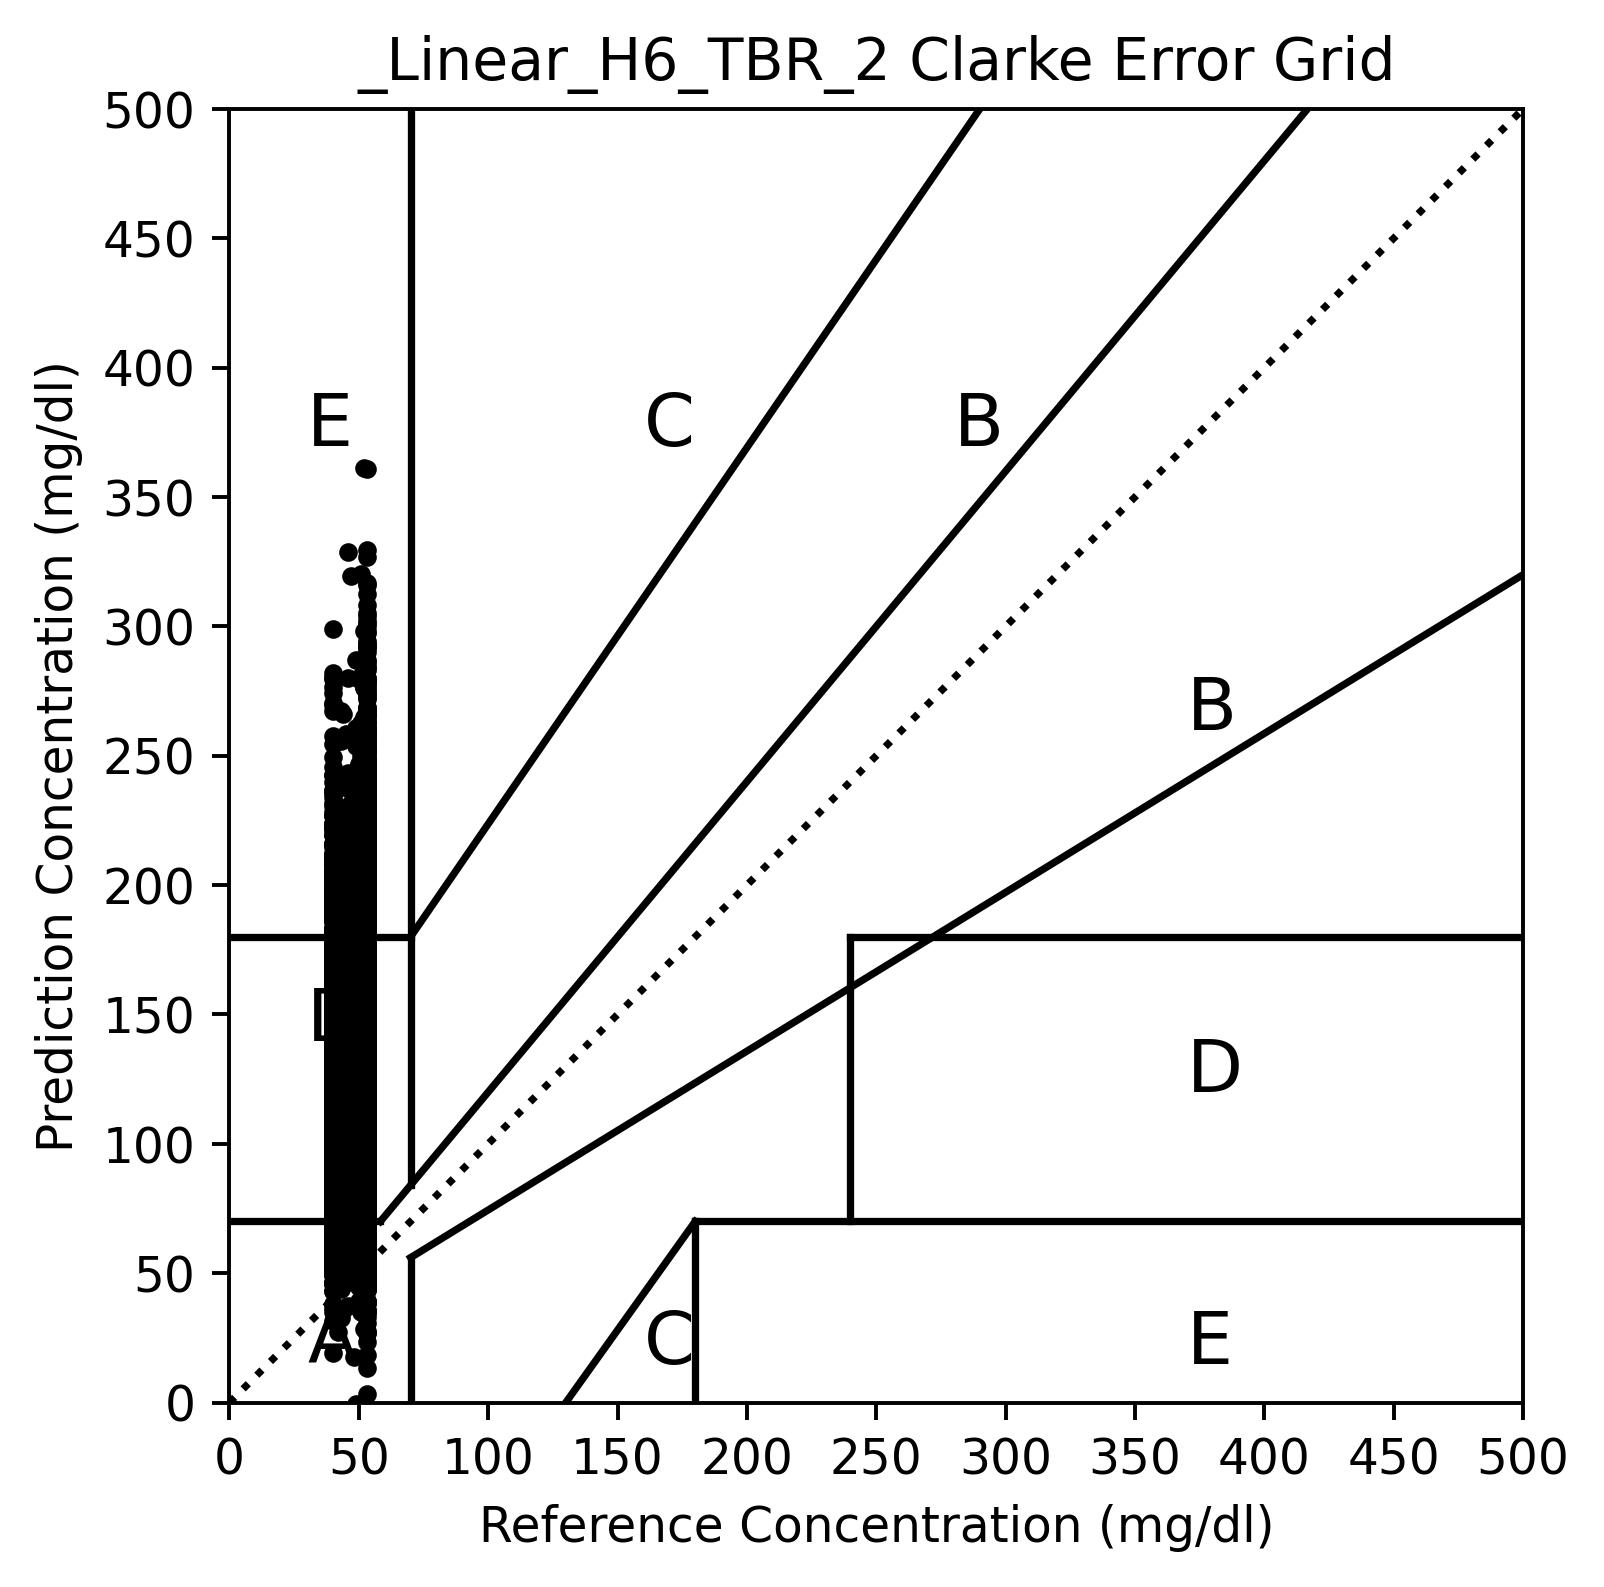 _Linear_H6_TBR_2 Clarke Error Grid
500
450
400
350
300
250
200
150
100
50
0
Prediction Concentration (mg/dl)
E
C
B
B
D
A
C
E
0 50 100 150 200 250 300 350 400 450 500
Reference Concentration (mg/dl)